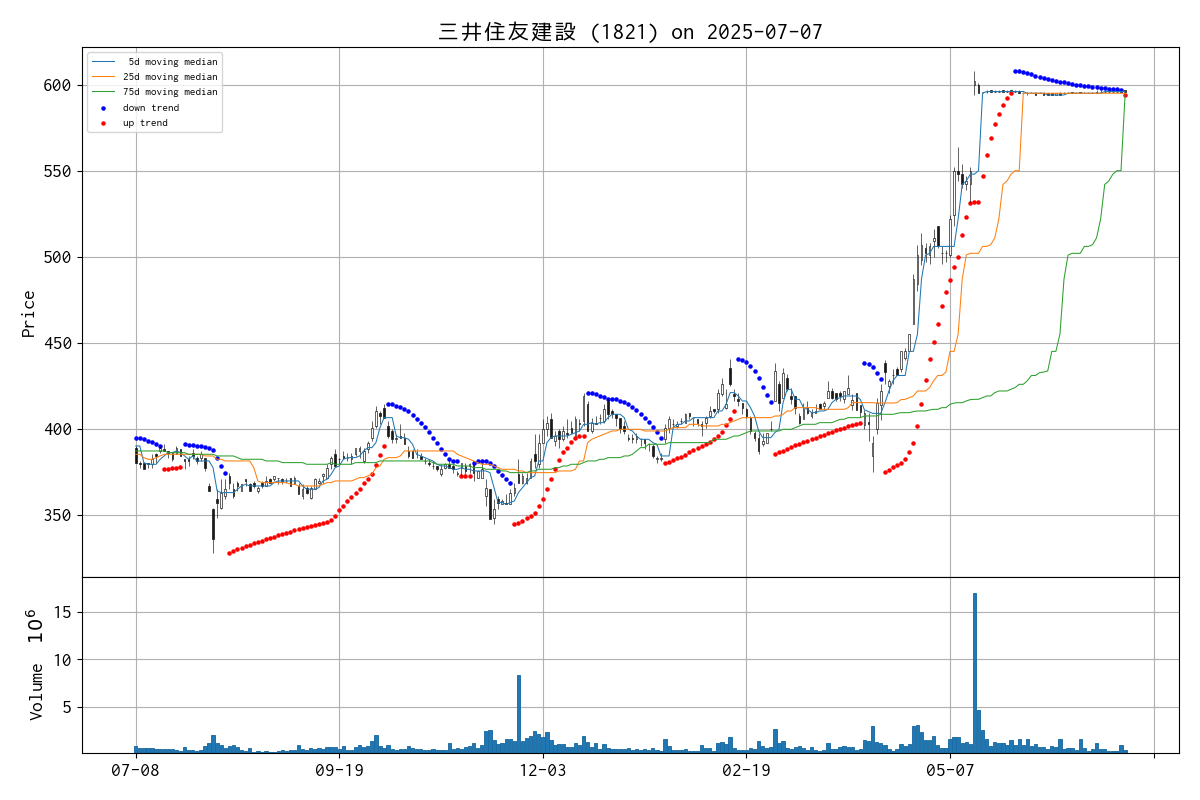 三井住友建設 (1821) on 2025-07-07
5d moving median
25d moving median
75d moving median
down trend
up trend
600
550
500
450
400
350
Price
15
10
5
Volume 10⁶
07-08 09-19 12-03 02-19 05-07